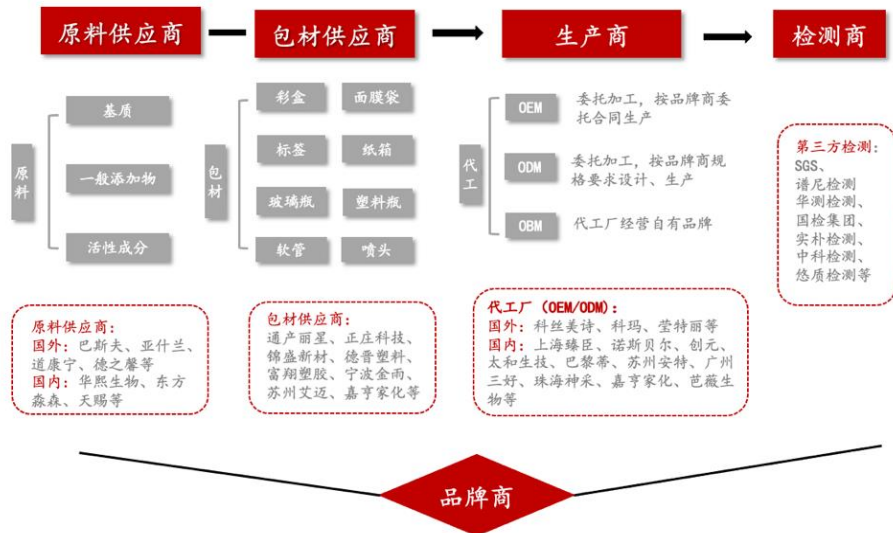 原料供应商
包材供应商
生产商
检测商
原料
基质
一般添加物
活性成分
包材
彩盒
面膜袋
标签
纸箱
玻璃瓶
塑料瓶
软管
喷头
代工
OEM
委托加工，按品牌商委
托合同生产
ODM
委托加工，按品牌商规
格要求设计、生产
OBM
代工厂经营自有品牌
第三方检测：
SGS、
谱尼检测
华测检测、
国检集团、
实朴检测、
中科检测、
悠质检测等
原料供应商：
国外：巴斯夫、亚什兰、
道康宁、德之馨等
国内：华熙生物、东方
淼森、天赐等
包材供应商：
通产丽星、正庄科技、
锦盛新材、德晋塑料、
富翔塑胶、宁波金雨、
苏州艾迈、嘉亨家化等
代工厂（OEM/ODM）：
国外：科丝美诗、科玛、莹特丽等
国内：上海臻臣、诺斯贝尔、创元、
太和生技、巴黎蒂、苏州安特、广州
三好、珠海神采、嘉亨家化、芭薇生
物等
品牌商